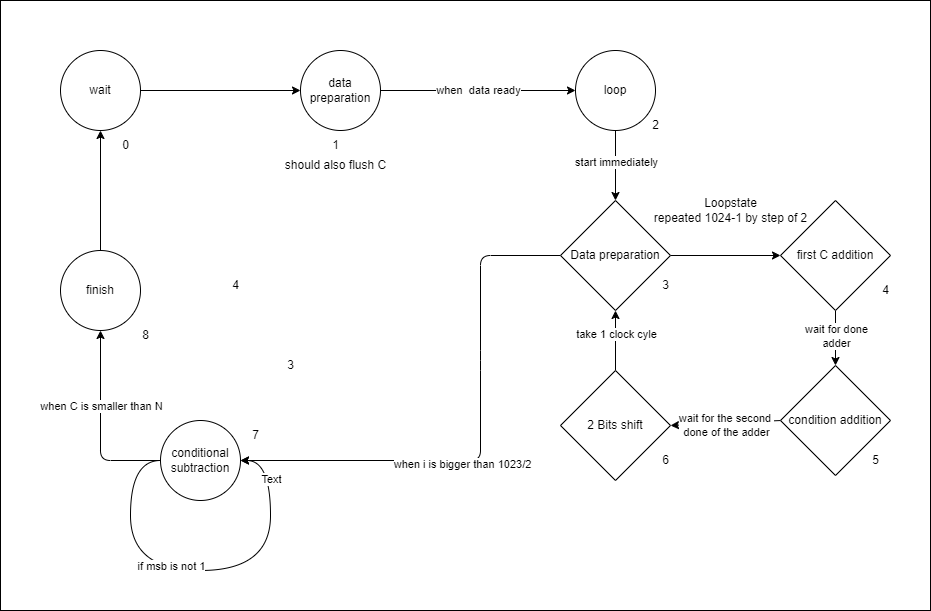 wait
0
data
preparation
1
should also flush C
when  data ready
loop
2
start immediately
Loopstate
repeated 1024-1 by step of 2
Data preparation
3
first C addition
4
wait for done
adder
condition addition
5
wait for the second
done of the adder
2 Bits shift
6
take 1 clock cyle
when i is bigger than 1023/2
4
3
finish
8
when C is smaller than N
7
conditional
subtraction
Text
if msb is not 1